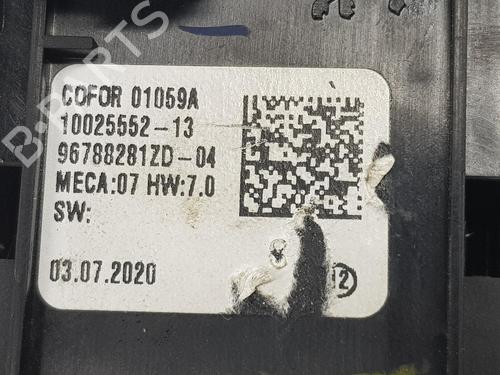 B-PARTS
COFOR 01059A
10025552-13
96788281ZD-04
MECA:07 HW:7.0
SW:
03.07.2020
12